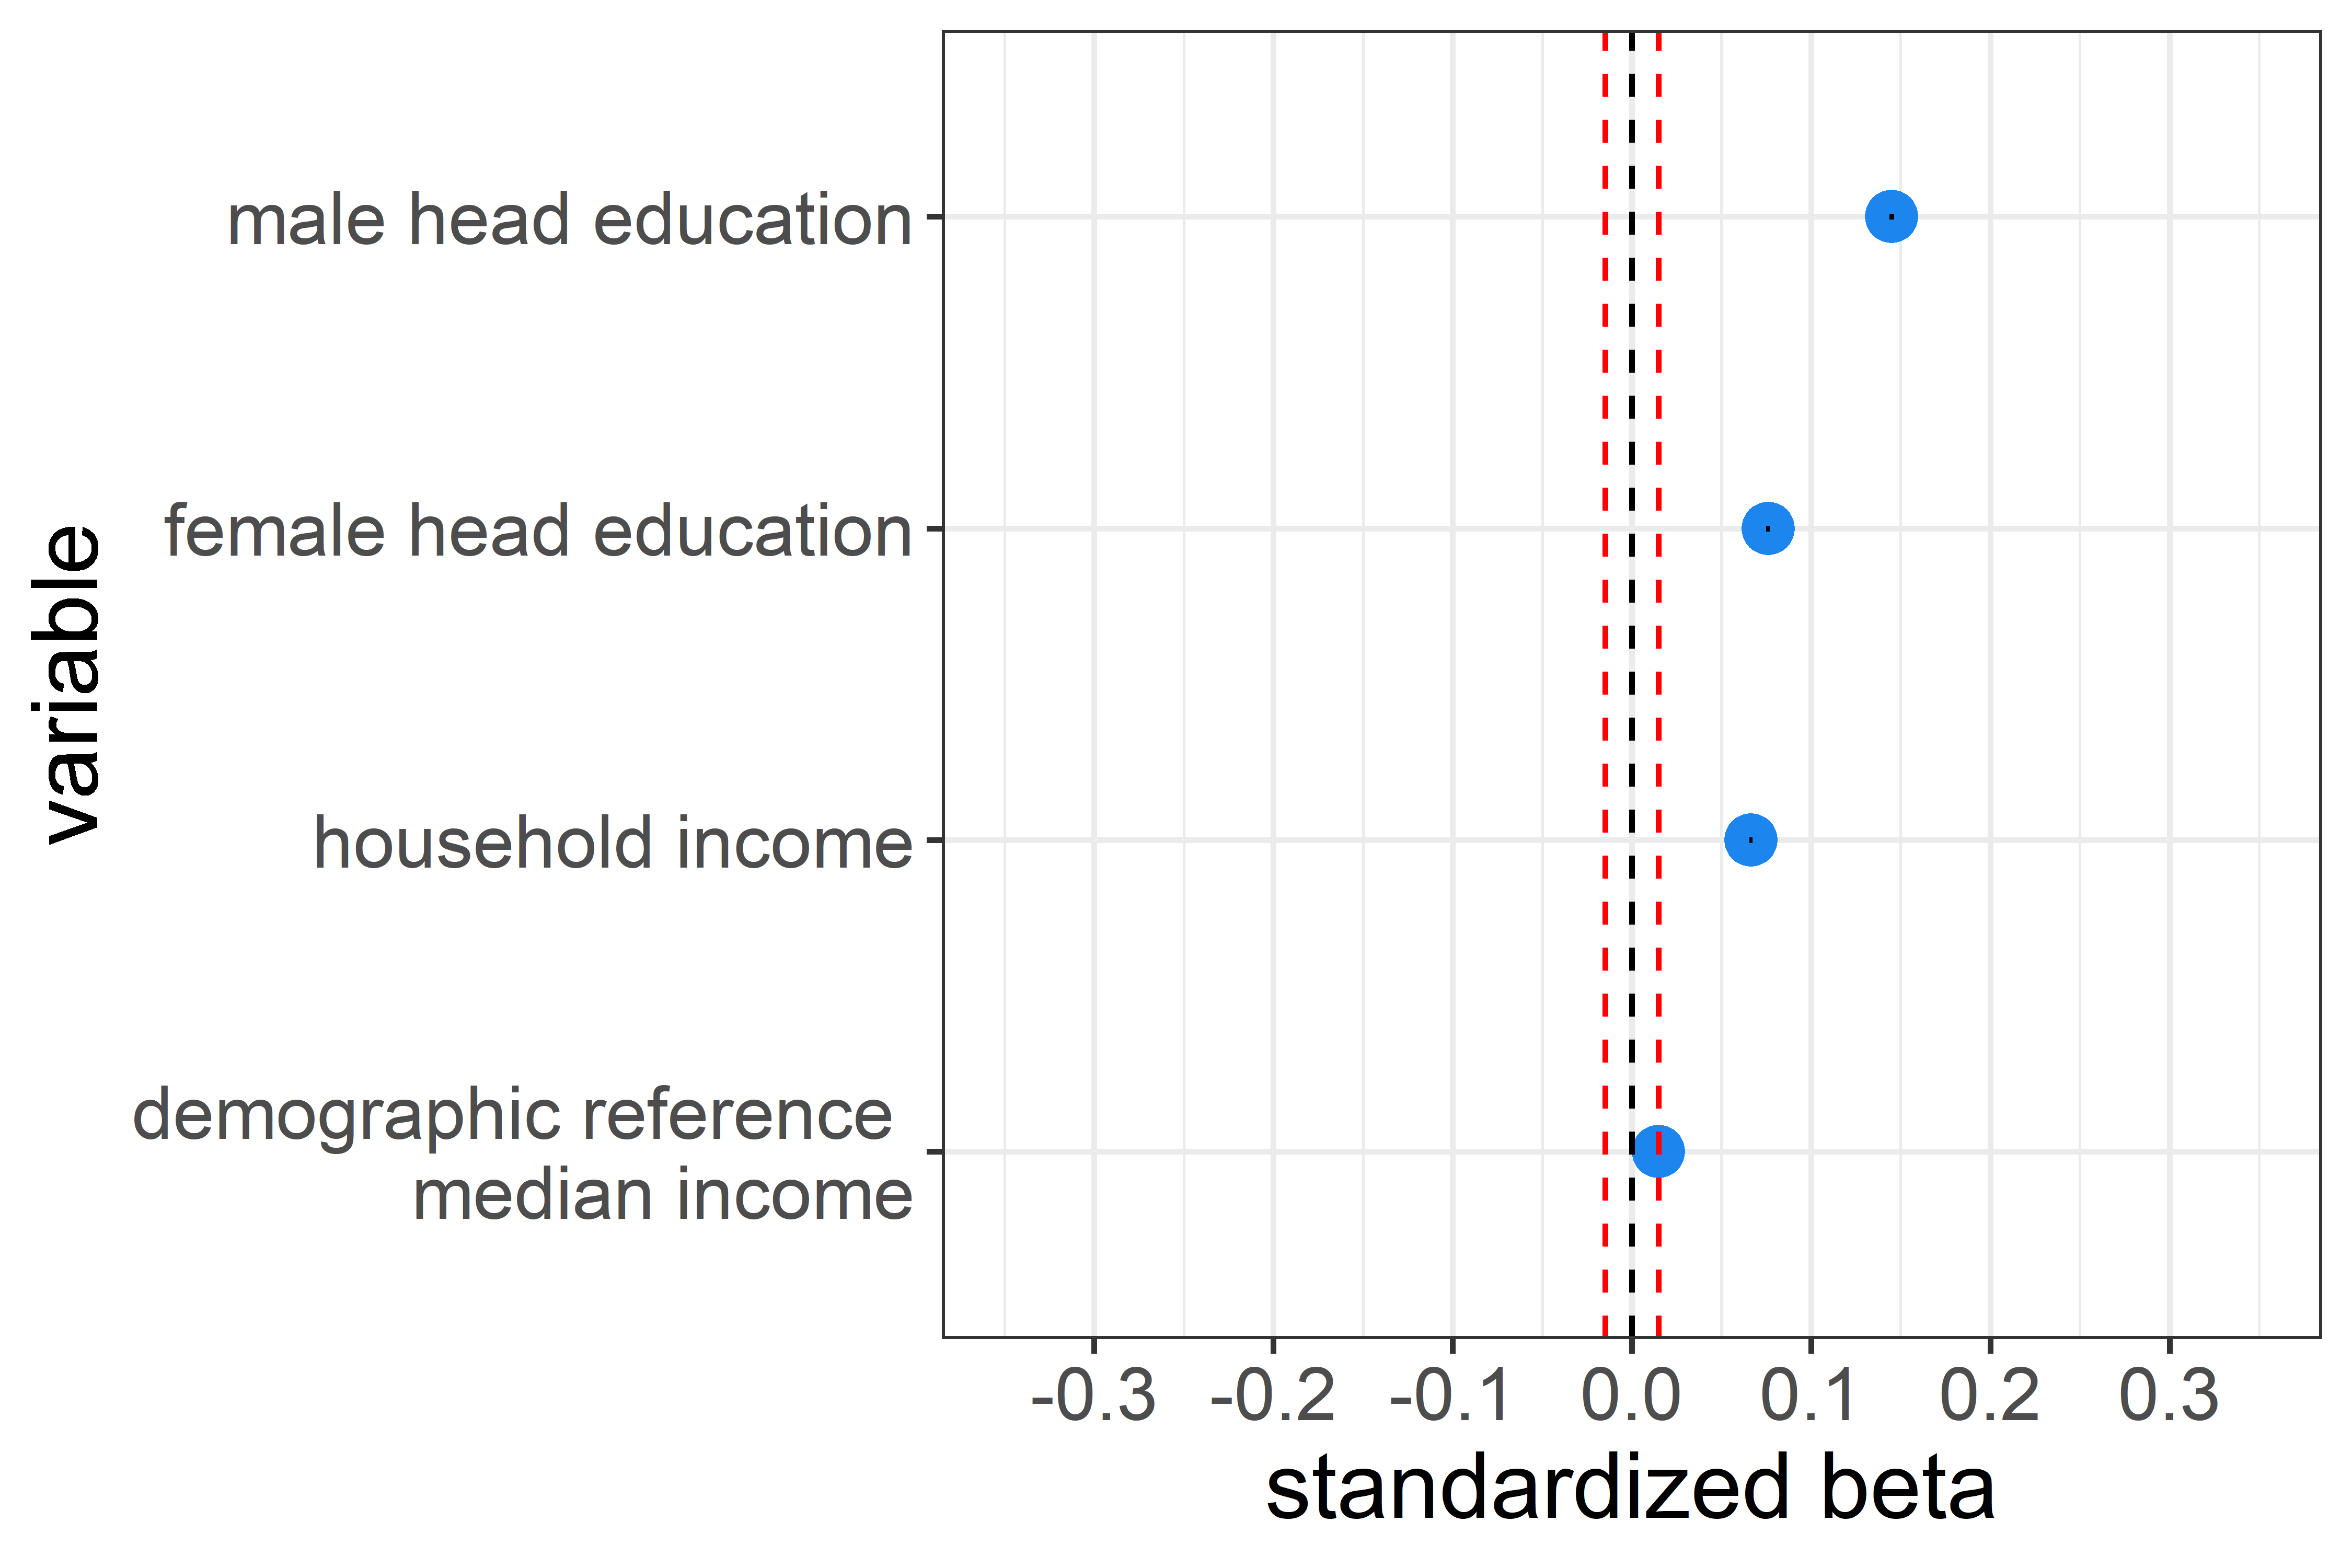 variable
male head education
female head education
household income
demographic reference
median income
-0.3 -0.2 -0.1 0.0 0.1 0.2 0.3
standardized beta